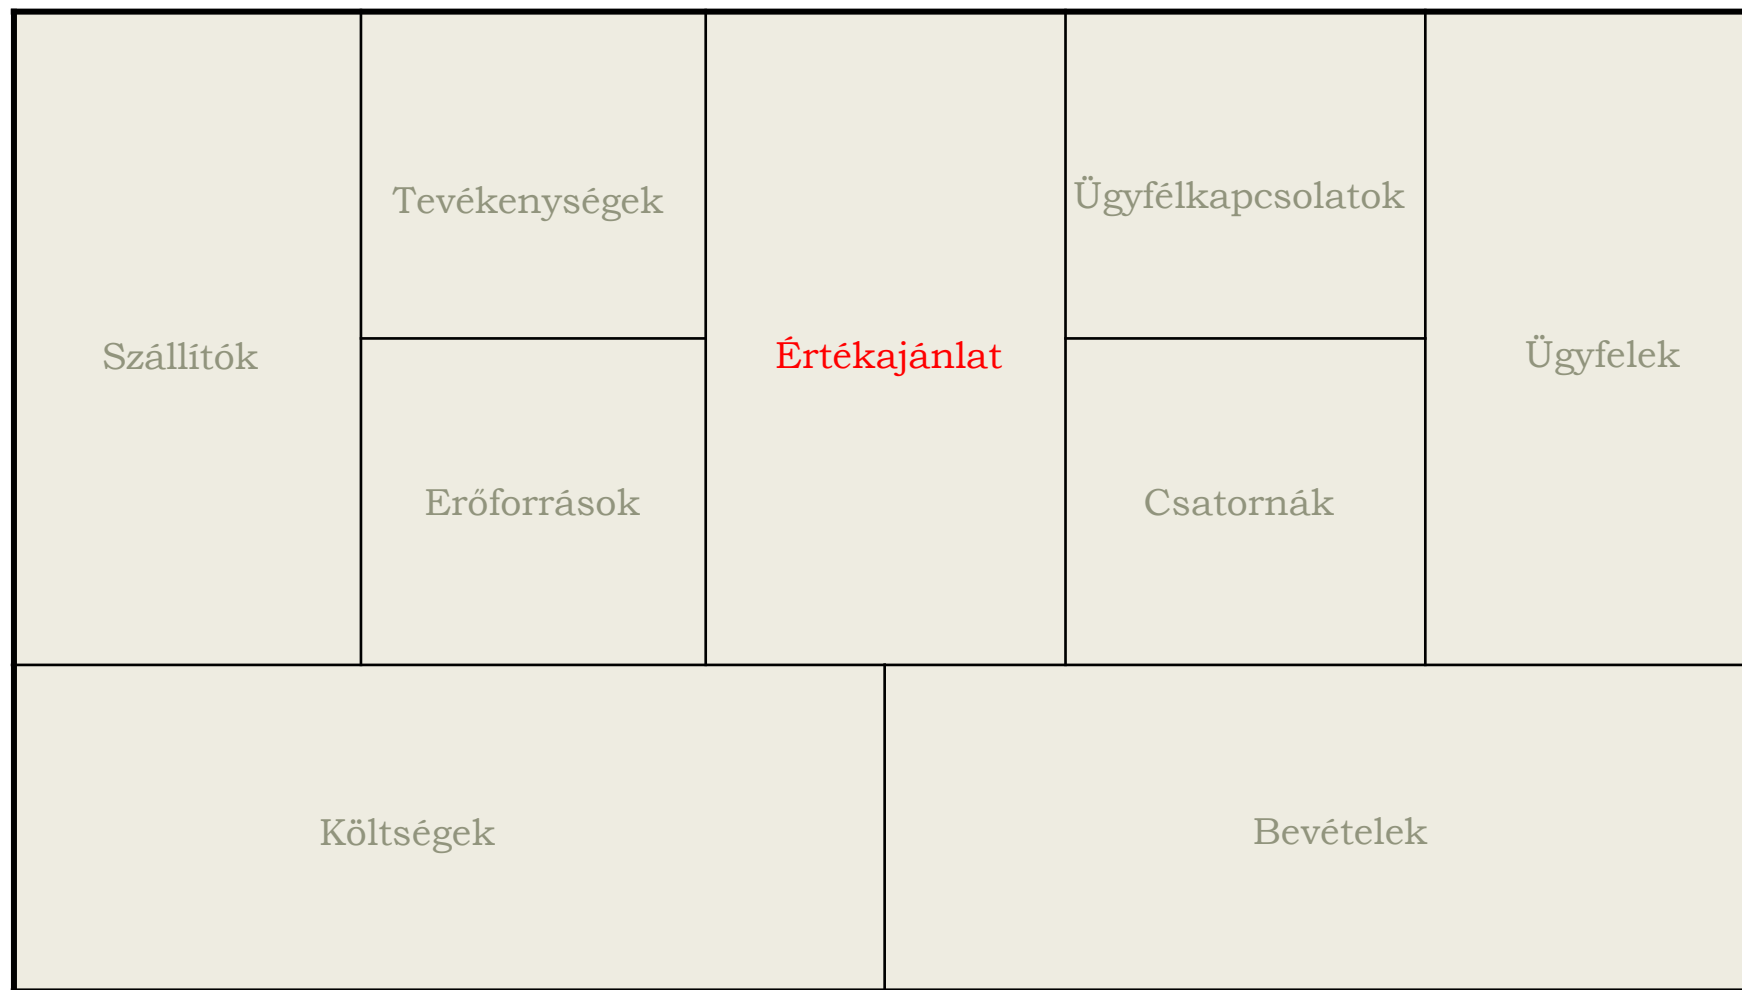 Szállítók
Tevékenységek
Erőforrások
Értékajánlat
Ügyfélkapcsolatok
Csatornák
Ügyfelek
Költségek
Bevételek